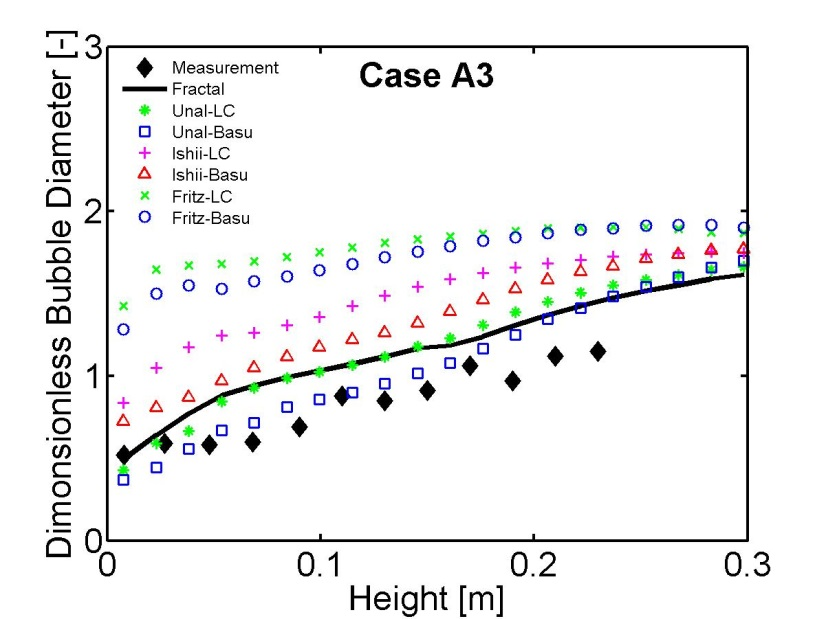 Case A3
Measurement
Fractal
Unal-LC
Unal-Basu
Ishii-LC
Ishii-Basu
Fritz-LC
Fritz-Basu
Dimonsionless Bubble Diameter [-]
3
2
1
0
0
0.1
0.2
0.3
Height [m]